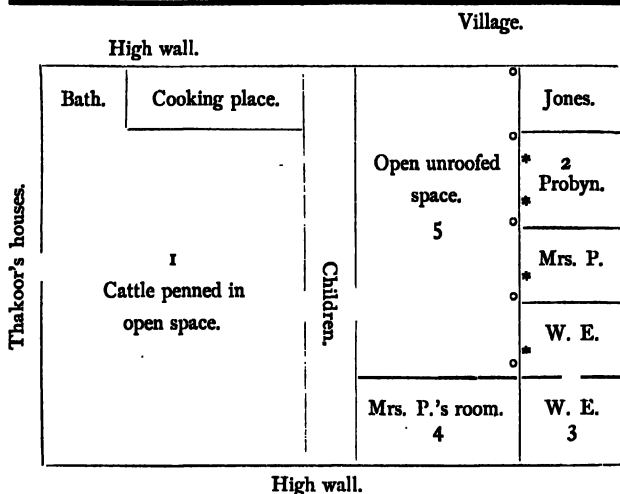 Village.
High wall.
Bath.
Cooking place.
Jones.
Open unroofed
space.
5
2
Probyn.
Thakoor's houses.
1
Cattle penned in
open space.
Children.
Mrs. P.
W. E.
Mrs. P.'s room.
4
W. E.
3
High wall.